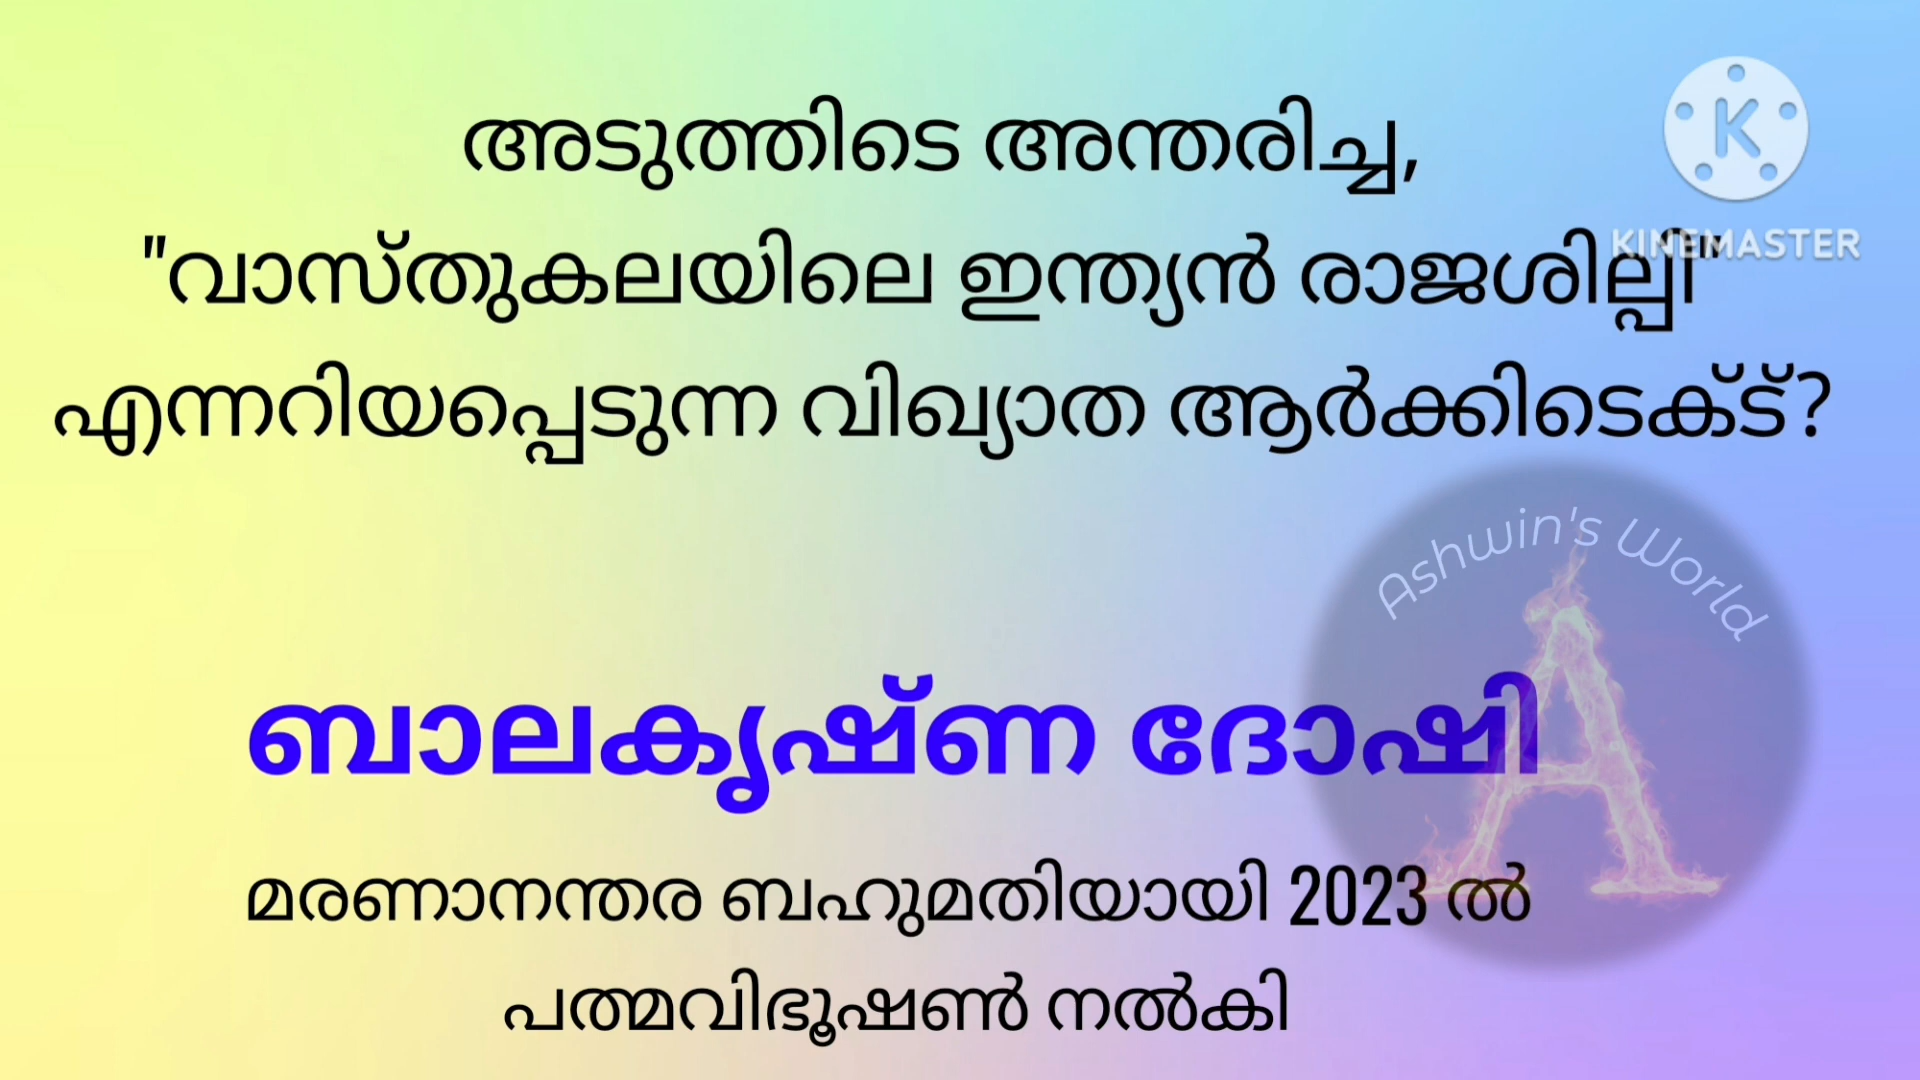 അടുത്തിടെ അന്തരിച്ച,
"വാസ്തുകലയിലെ ഇന്ത്യൻ രാജശില്പി"
എന്നറിയപ്പെടുന്ന വിഖ്യാത ആർക്കിടെക്ട്?
K
KINEMASTER
Ashwin's World
A
ബാലകൃഷ്ണ ദോഷി
മരണാനന്തര ബഹുമതിയായി 2023 ൽ
പത്മവിഭൂഷൺ നൽകി